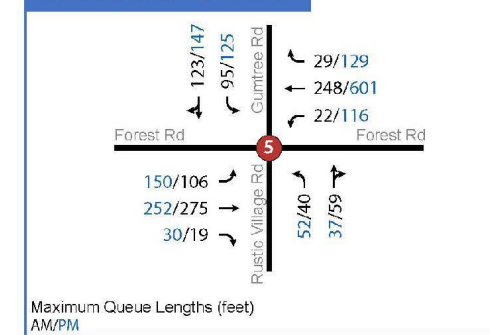 123/147
95/125
Gumtree Rd
29/129
248/601
22/116
Forest Rd
Forest Rd
5
150/106
252/275
30/19
Rustic Village Rd
52/40
37/59
Maximum Queue Lengths (feet)
AM/PM